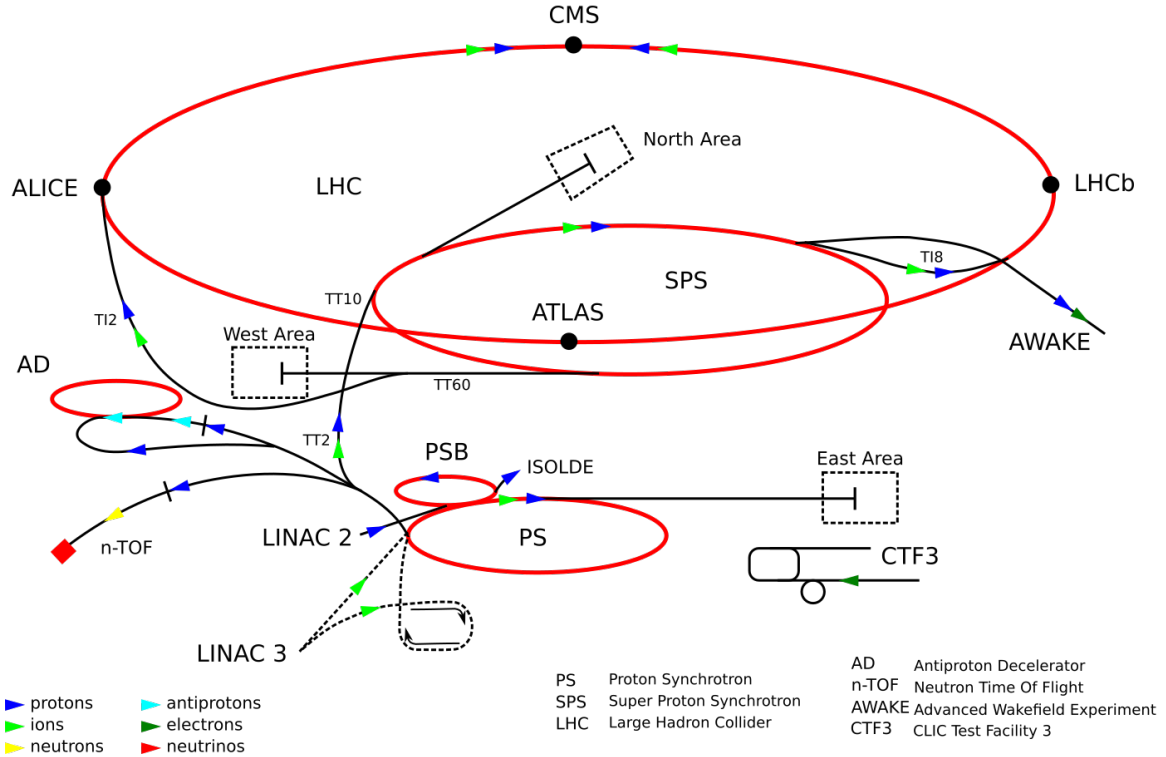 CMS
North Area
ALICE
LHC
LHCb
TI8
SPS
TT10
ATLAS
TI2
West Area
AWAKE
AD
TT60
TT2
PSB
ISOLDE
East Area
LINAC 2
PS
n-TOF
CTF3
LINAC 3
protons
ions
neutrons
antiprotons
electrons
neutrinos
PS Proton Synchrotron
SPS Super Proton Synchrotron
LHC Large Hadron Collider
AD Antiproton Decelerator
n-TOF Neutron Time Of Flight
AWAKE Advanced Wakefield Experiment
CTF3 CLIC Test Facility 3